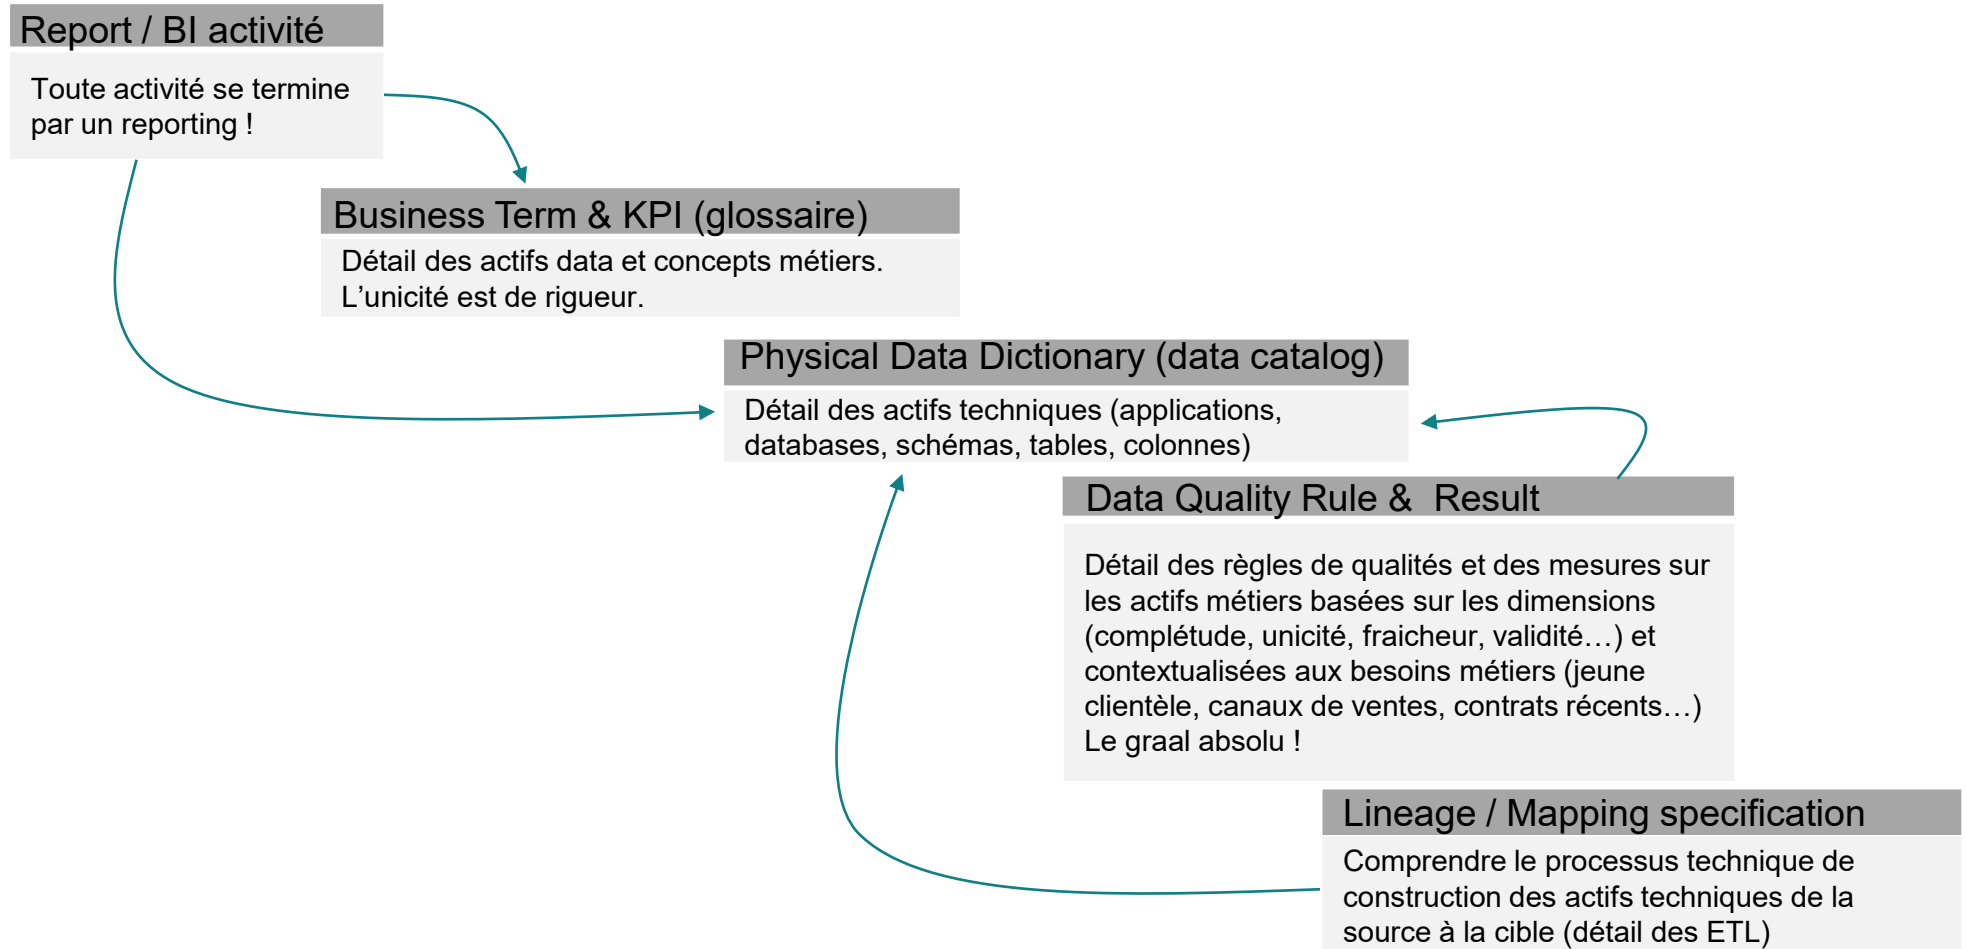 Report / BI activité
Toute activité se termine
par un reporting !
Business Term & KPI (glossaire)
Détail des actifs data et concepts métiers.
L’unicité est de rigueur.
Physical Data Dictionary (data catalog)
Détail des actifs techniques (applications,
databases, schémas, tables, colonnes)
Data Quality Rule &  Result
Détail des règles de qualités et des mesures sur
les actifs métiers basées sur les dimensions
(complétude, unicité, fraicheur, validité…) et
contextualisées aux besoins métiers (jeune
clientèle, canaux de ventes, contrats récents…)
Le graal absolu !
Lineage / Mapping specification
Comprendre le processus technique de
construction des actifs techniques de la
source à la cible (détail des ETL)